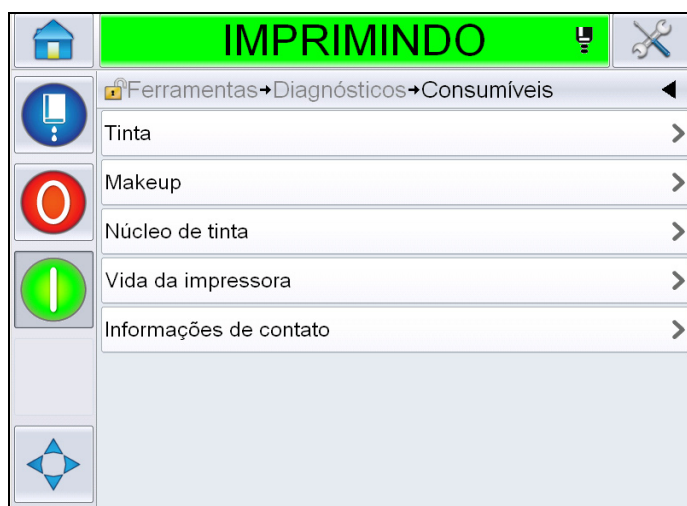 IMPRIMINDO
Ferramentas→Diagnósticos→Consumíveis
Tinta
Makeup
Núcleo de tinta
Vida da impressora
Informações de contato